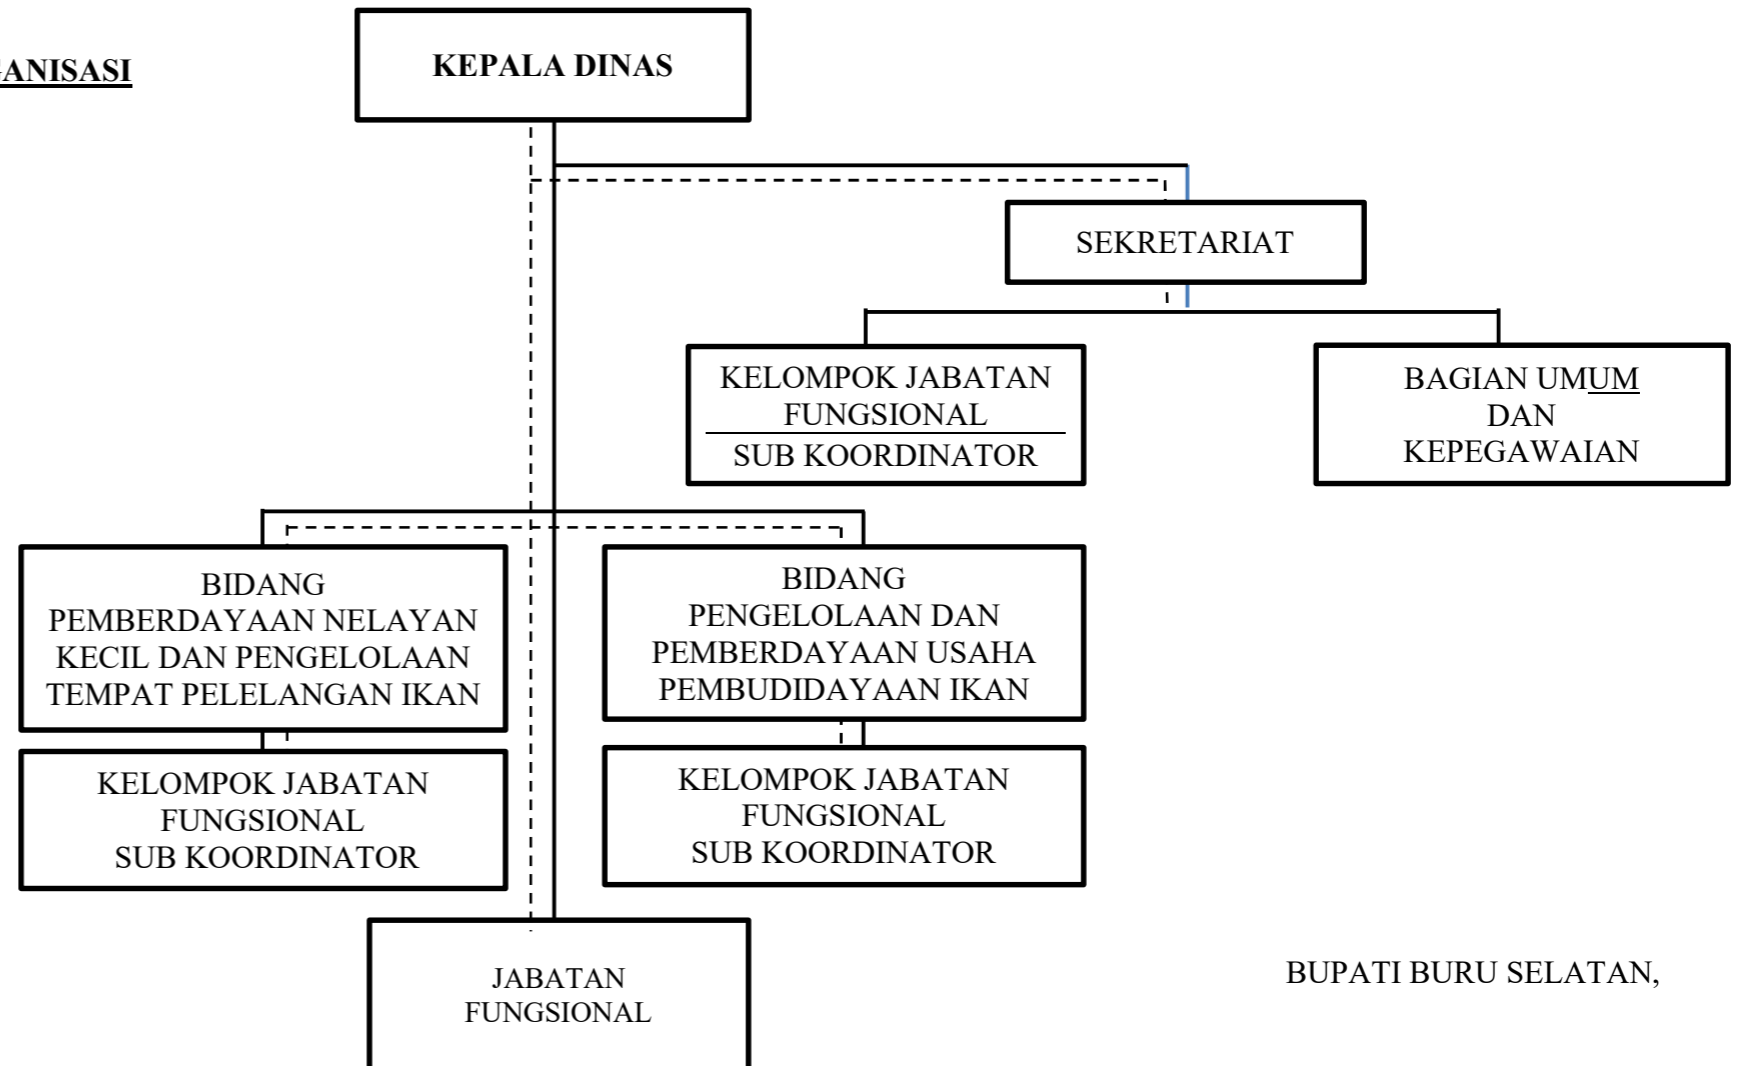 GANISASI
KEPALA DINAS
SEKRETARIAT
KELOMPOK JABATAN
FUNGSIONAL
SUB KOORDINATOR
BAGIAN UMUM
DAN
KEPEGAWAIAN
BIDANG
PEMBERDAYAAN NELAYAN
KECIL DAN PENGELOLAAN
TEMPAT PELELANGAN IKAN
BIDANG
PENGELOLAAN DAN
PEMBERDAYAAN USAHA
PEMBUDIDAYAAN IKAN
KELOMPOK JABATAN
FUNGSIONAL
SUB KOORDINATOR
KELOMPOK JABATAN
FUNGSIONAL
SUB KOORDINATOR
JABATAN
FUNGSIONAL
BUPATI BURU SELATAN,